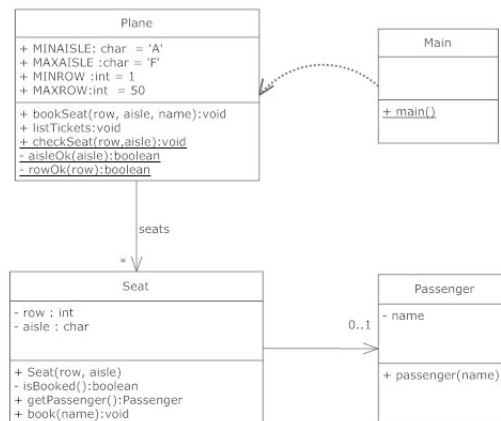 Plane
+ MINAISLE: char = 'A'
+ MAXAISLE :char = 'F'
+ MINROW :int = 1
+ MAXROW:int = 50
+ bookSeat(row, aisle, name):void
+ listTickets:void
+ checkSeat(row,aisle):void
- aisleOk(aisle):boolean
- rowOk(row):boolean
Main
+ main()
seats
*
Seat
- row : int
- aisle : char
+ Seat(row, aisle)
- isBooked():boolean
+ getPassenger():Passenger
+ book(name):void
0..1
Passenger
- name
+ passenger(name)